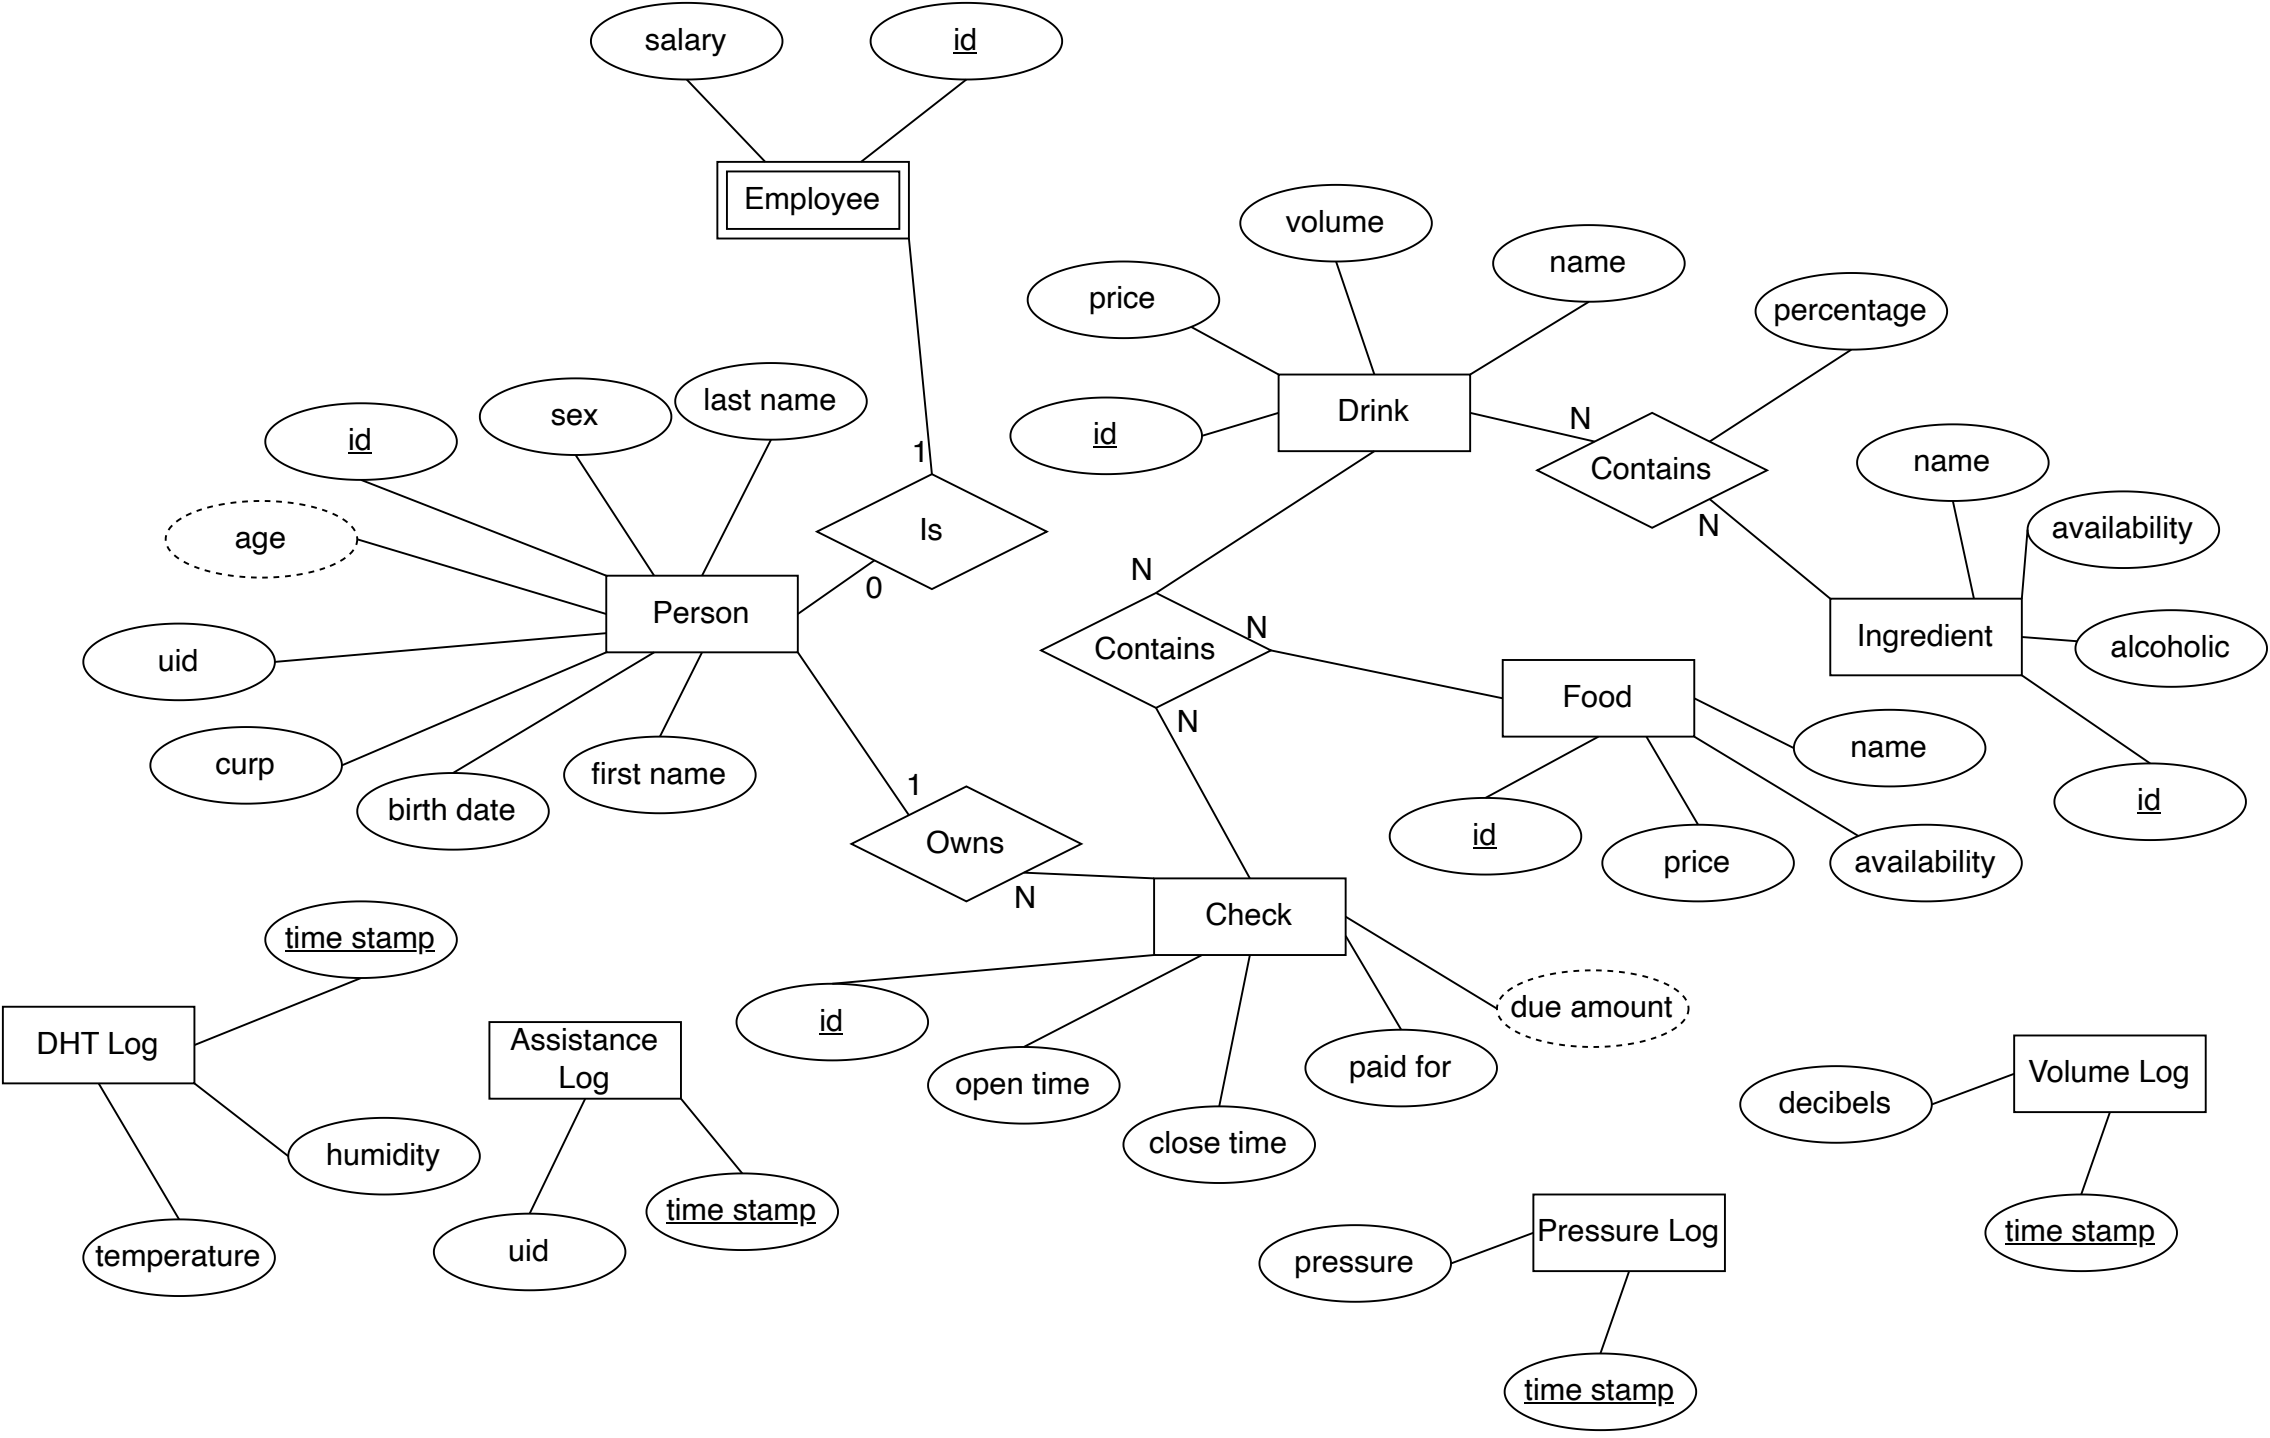 salary
id
Employee
volume
name
price
percentage
id
Drink
N
Contains
name
availability
N
Ingredient
alcoholic
id
last name
sex
id
age
1
Is
0
Person
uid
curp
birth date
first name
N
N
Contains
N
Food
name
id
price
availability
1
Owns
N
Check
id
open time
close time
paid for
due amount
time stamp
DHT Log
humidity
temperature
Assistance
Log
uid
time stamp
Volume Log
decibels
time stamp
Pressure Log
pressure
time stamp